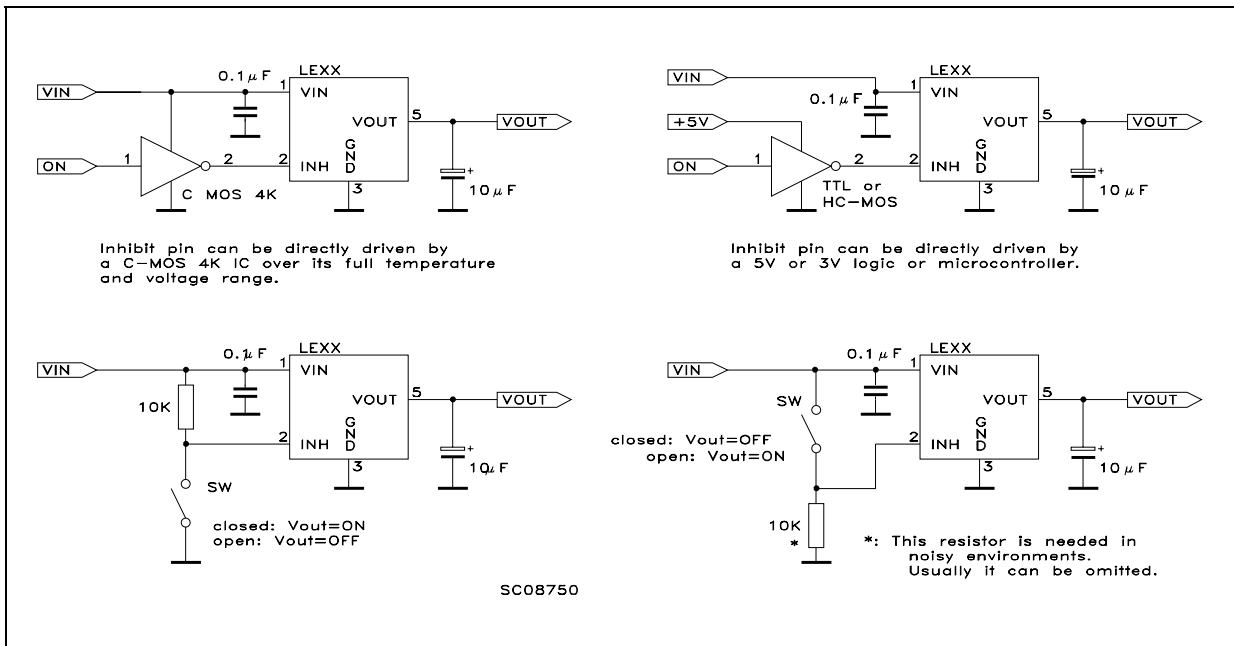 LEXX
VIN
0.1µF
1
VIN
VOUT
5
VOUT
ON
1
2
2
INH
GND
3
+
10µF
C MOS 4K
Inhibit pin can be directly driven by
a C-MOS 4K IC over its full temperature
and voltage range.
LEXX
VIN
1
VIN
0.1µF
+5V
VOUT
5
VOUT
ON
1
2
2
INH
GND
3
+
10µF
TTL or
HC-MOS
Inhibit pin can be directly driven by
a 5V or 3V logic or microcontroller.
LEXX
VIN
0.1µF
1
VIN
10K
VOUT
5
VOUT
2
INH
GND
3
+
10µF
SW
closed: Vout=ON
open: Vout=OFF
LEXX
VIN
0.1µF
1
VIN
SW
VOUT
5
VOUT
closed: Vout=OFF
open: Vout=ON
2
INH
GND
3
+
10µF
10K
*
*: This resistor is needed in
noisy environments.
Usually it can be omitted.
SC08750